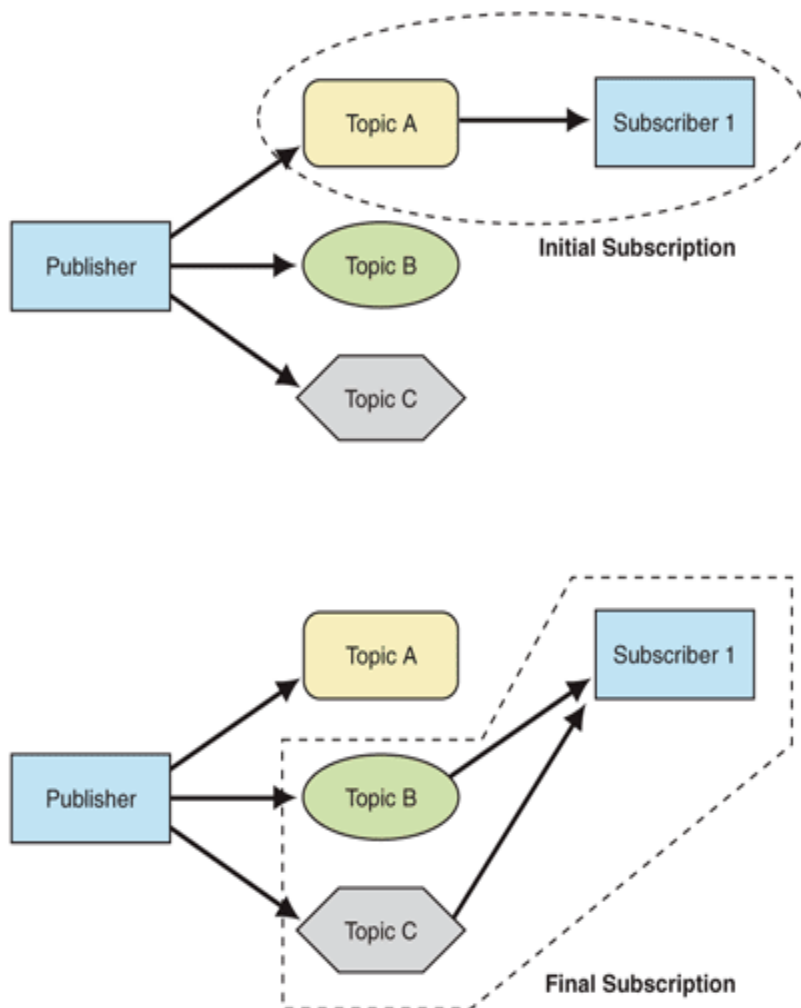 Topic A
Subscriber 1
Initial Subscription
Publisher
Topic B
Topic C
Topic A
Subscriber 1
Publisher
Topic B
Topic C
Final Subscription